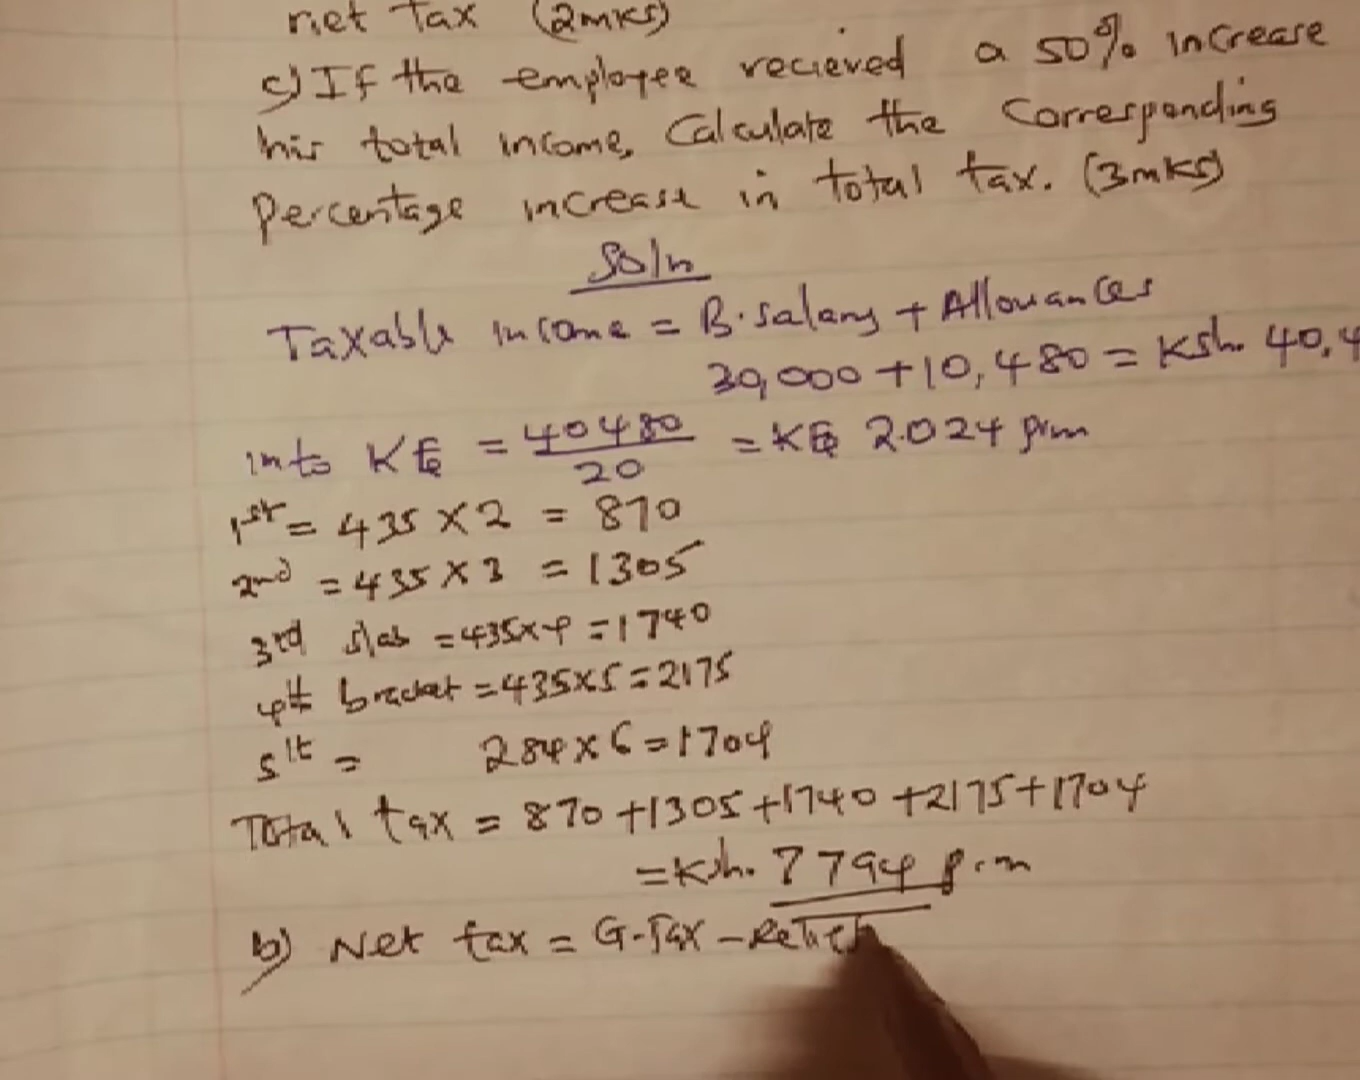 net Tax (2mks)
c) If the employee recieved a 50% increase
his total income, Calculate the Corresponding
Percentage increase in total tax. (3mks)
Soln
Taxable income = B.salary + Allowances
30,000 + 10,480 = Ksh. 40,4
into K£ = 40480/20 = K£ 2024 p.m
1st = 435 x 2 = 870
2nd = 435 x 3 = 1305
3rd slab = 435x4 = 1740
4th bracket = 435x5 = 2175
5th = 284 x 6 = 1704
Total tax = 870 +1305 +1740 +2175+1704
= Ksh. 7794 p.m
b) Net tax = G.Tax - Relief